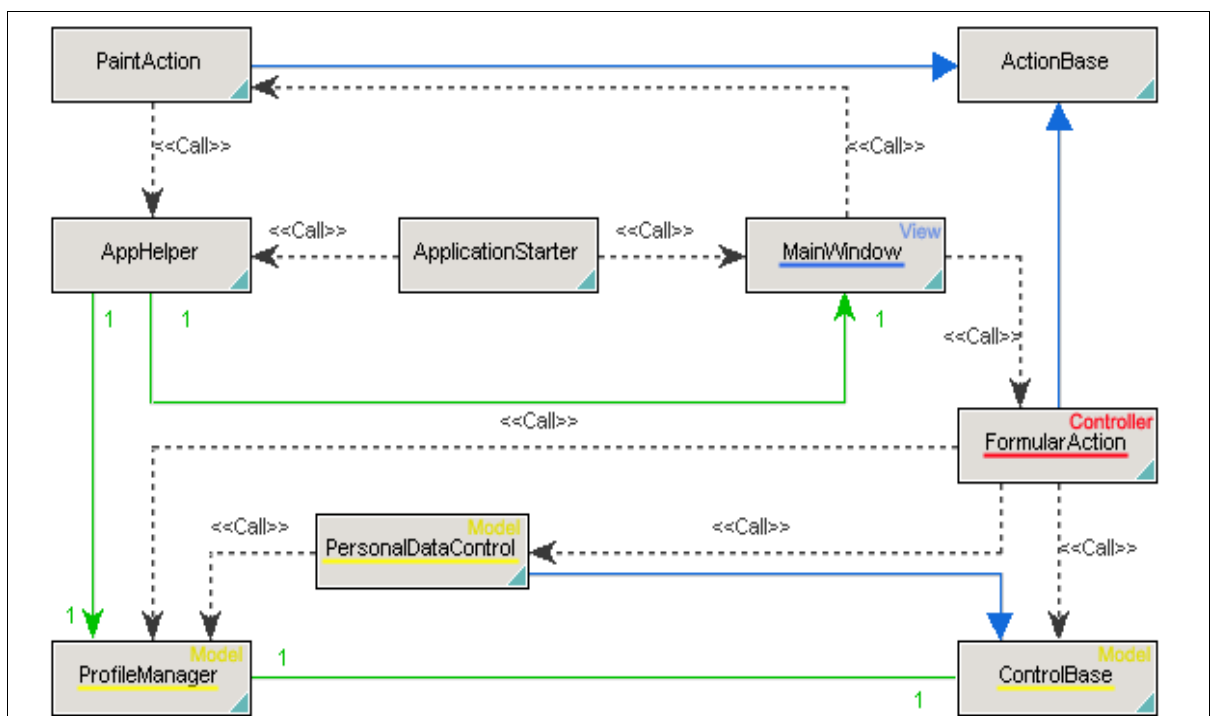 PaintAction
ActionBase
<<Call>>
<<Call>>
AppHelper
<<Call>>
ApplicationStarter
<<Call>>
View
MainWindow
1
1
1
<<Call>>
<<Call>>
Controller
FormularAction
<<Call>>
Model
PersonalDataControl
<<Call>>
<<Call>>
1
Model
ProfileManager
1
1
Model
ControlBase